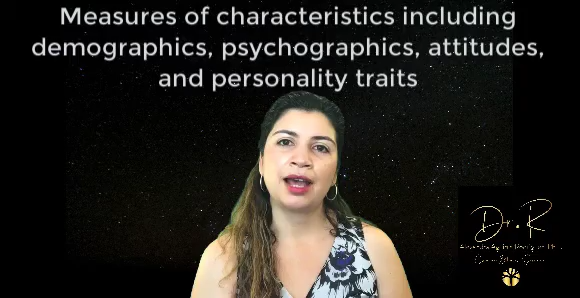 Measures of characteristics including
demographics, psychographics, attitudes,
and personality traits
Dr. R